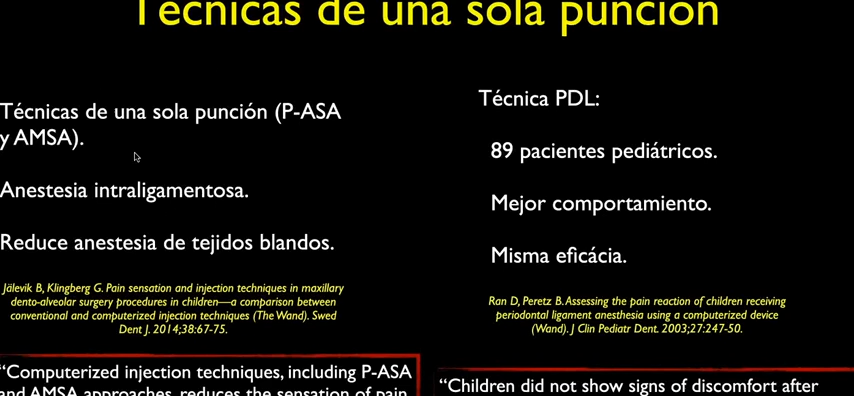 Técnicas de una sola punción
Técnicas de una sola punción (P-ASA
y AMSA).
Anestesia intraligamentosa.
Reduce anestesia de tejidos blandos.
Jälevik B, Klingberg G. Pain sensation and injection techniques in maxillary
dento-alveolar surgery procedures in children—a comparison between
conventional and computerized injection techniques (The Wand). Swed
Dent J. 2014;38:67-75.
“Computerized injection techniques, including P-ASA
and AMSA approaches, reduces the sensation of pain
Técnica PDL:
89 pacientes pediátricos.
Mejor comportamiento.
Misma eficácia.
Ran D, Peretz B. Assessing the pain reaction of children receiving
periodontal ligament anesthesia using a computerized device
(Wand). J Clin Pediatr Dent. 2003;27:247-50.
“Children did not show signs of discomfort after